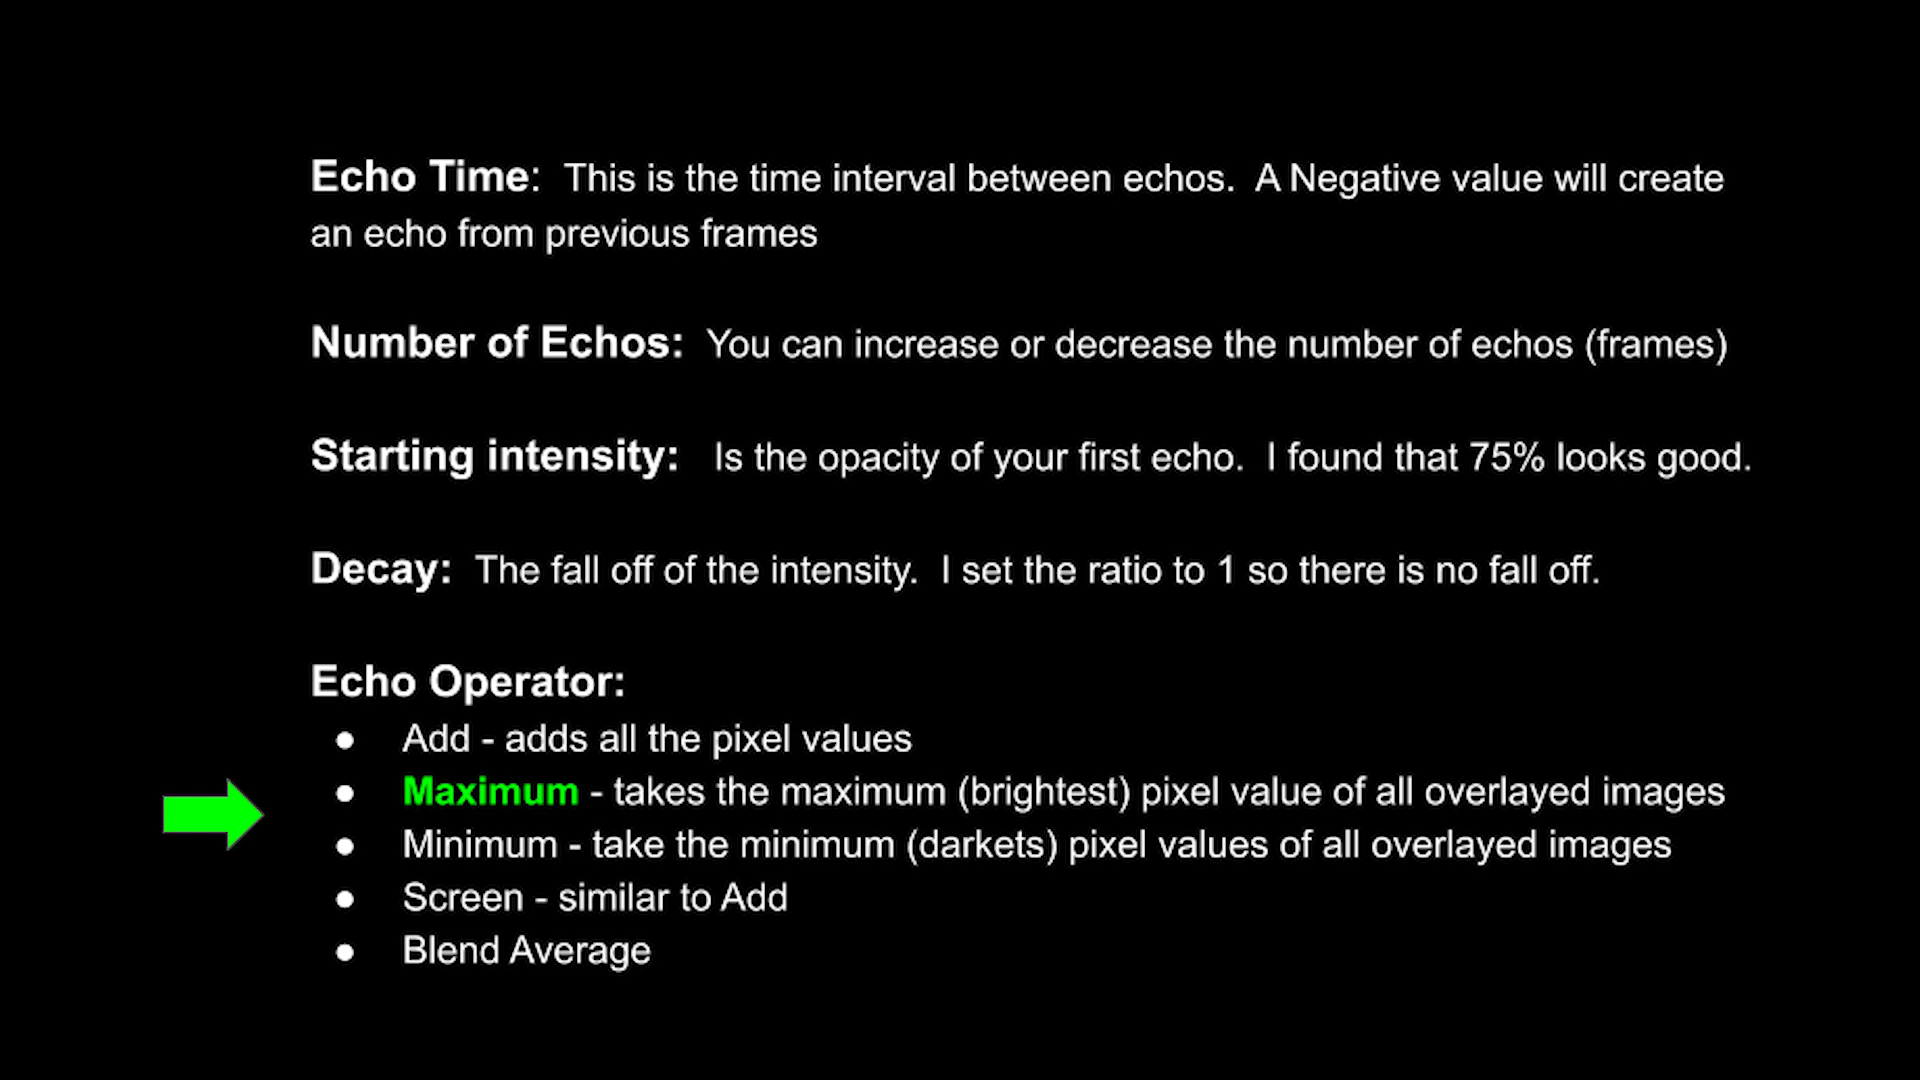 Echo Time:  This is the time interval between echos.  A Negative value will create
an echo from previous frames
Number of Echos:  You can increase or decrease the number of echos (frames)
Starting intensity:   Is the opacity of your first echo.  I found that 75% looks good.
Decay:  The fall off of the intensity.  I set the ratio to 1 so there is no fall off.
Echo Operator:
● Add - adds all the pixel values
● Maximum - takes the maximum (brightest) pixel value of all overlayed images
● Minimum - take the minimum (darkets) pixel values of all overlayed images
● Screen - similar to Add
● Blend Average